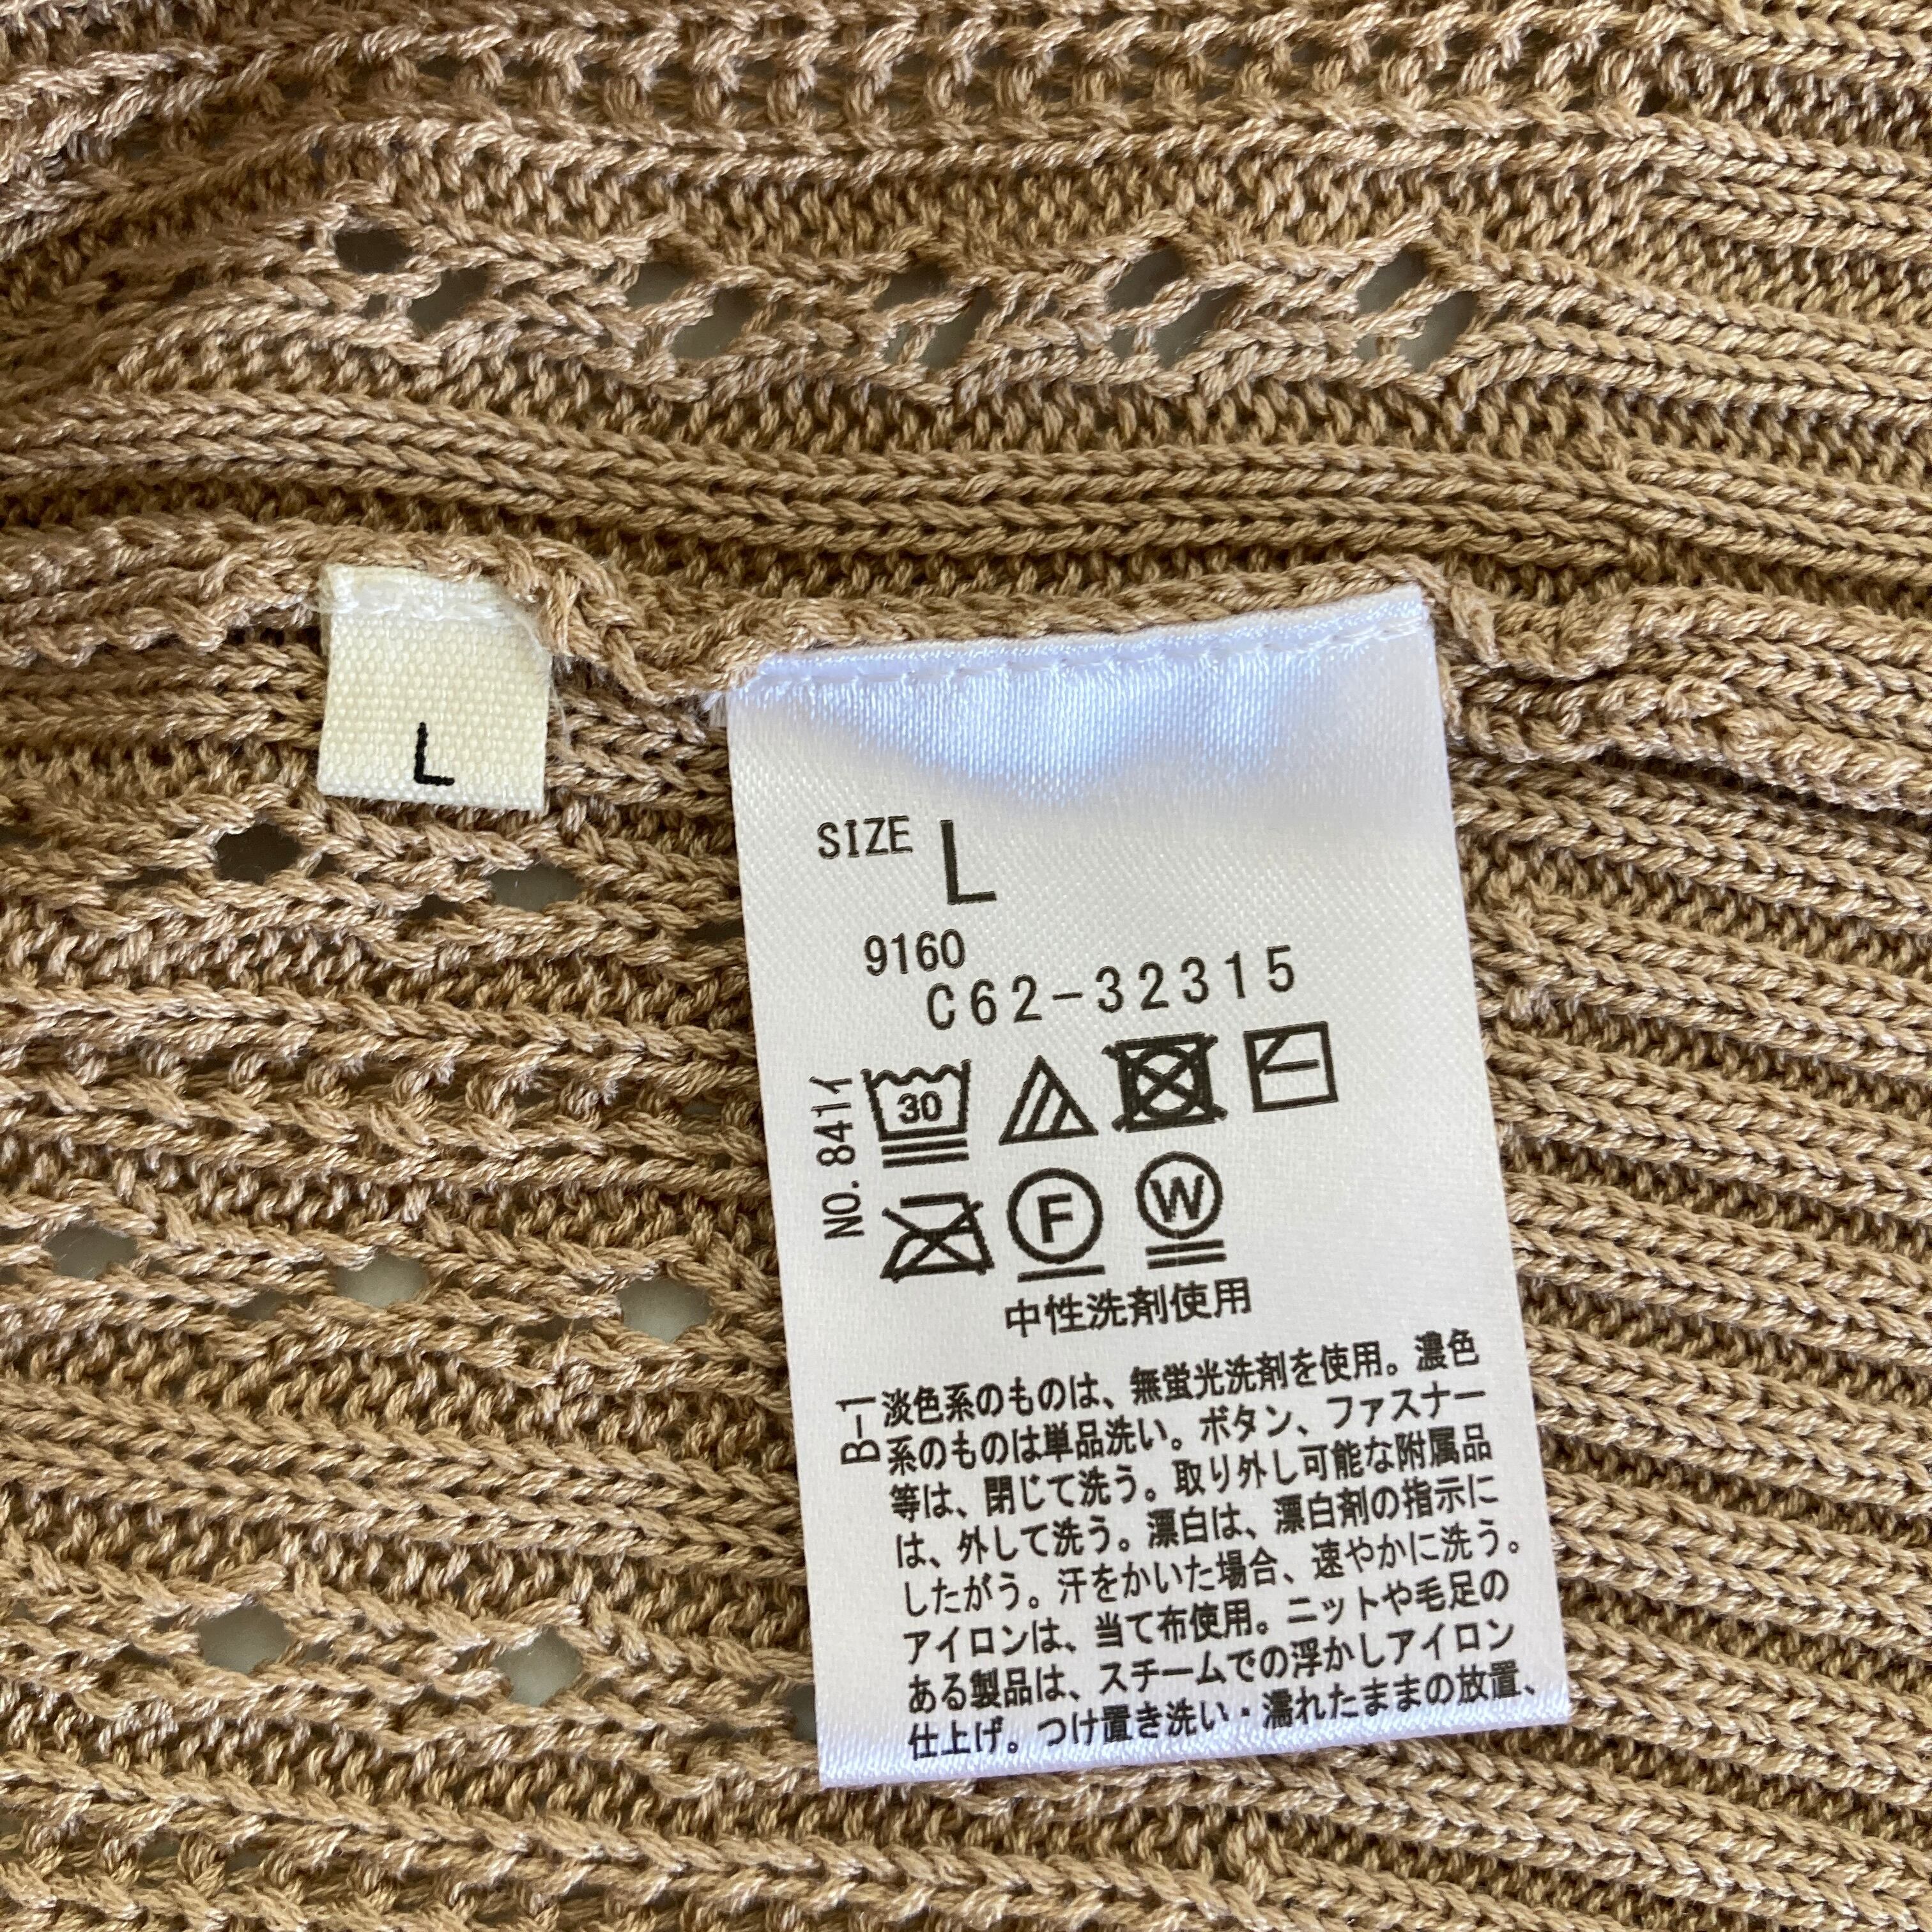 L
SIZE L
9160
C62-32315
NO.841イ
30
F W
中性洗剤使用
B-1
淡色系のものは、無蛍光洗剤を使用。濃色
系のものは単品洗い。ボタン、ファスナー
等は、閉じて洗う。取り外し可能な附属品
は、外して洗う。漂白は、漂白剤の指示に
したがう。汗をかいた場合、速やかに洗う。
アイロンは、当て布使用。ニットや毛足の
ある製品は、スチームでの浮かしアイロン
仕上げ。つけ置き洗い・濡れたままの放置、